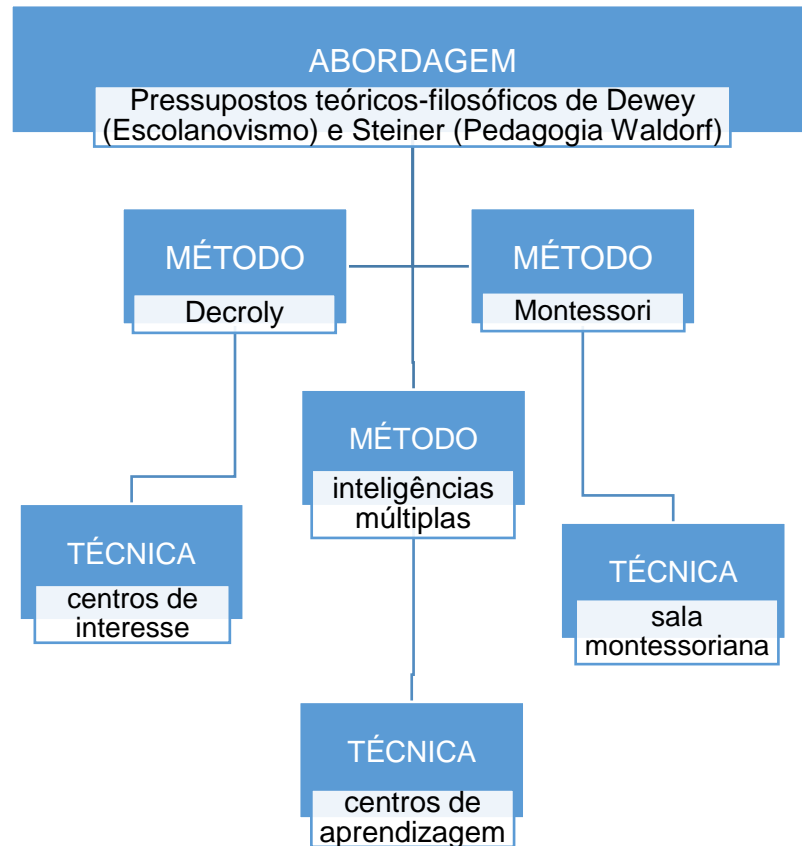 ABORDAGEM
Pressupostos teóricos-filosóficos de Dewey
(Escolanovismo) e Steiner (Pedagogia Waldorf)
MÉTODO
Decroly
MÉTODO
Montessori
MÉTODO
inteligências
múltiplas
TÉCNICA
centros de
interesse
TÉCNICA
sala
montessoriana
TÉCNICA
centros de
aprendizagem